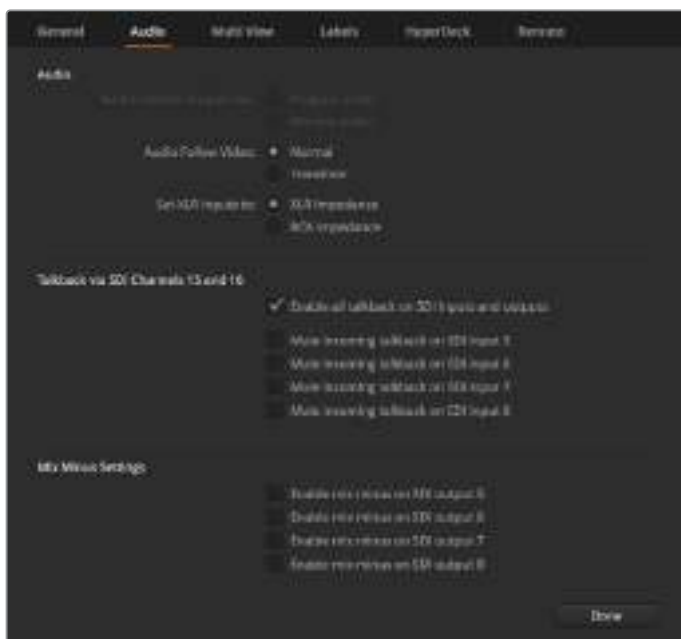 General Audio Multi View Labels HyperDeck Remote
Audio
Audio Follow Video: Normal
Transition
Set XLR Inputs to: XLR Impedance
RCA Impedance
Talkback via SDI Channels 15 and 16
Enable all talkback on SDI inputs and outputs
Mute incoming talkback on SDI input 5
Mute incoming talkback on SDI input 6
Mute incoming talkback on SDI input 7
Mute incoming talkback on SDI input 8
Mix Minus Settings
Enable mix minus on SDI output 5
Enable mix minus on SDI output 6
Enable mix minus on SDI output 7
Enable mix minus on SDI output 8
Done